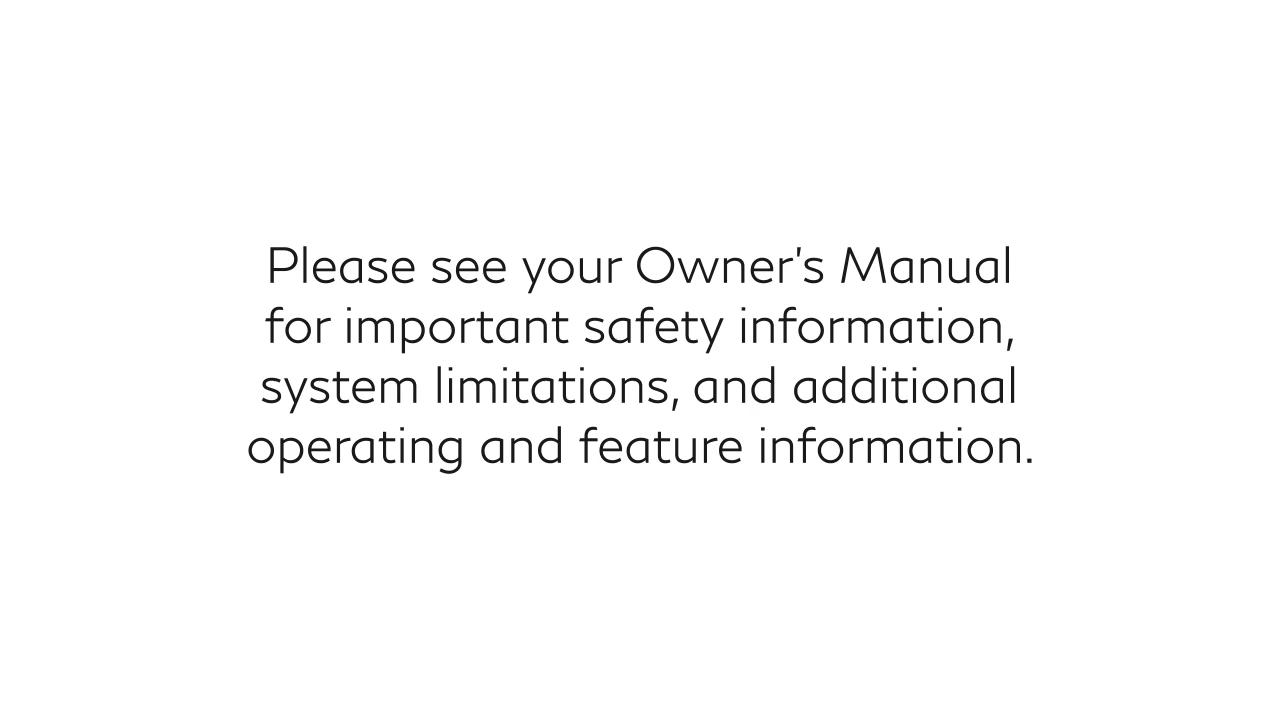 Please see your Owner's Manual
for important safety information,
system limitations, and additional
operating and feature information.